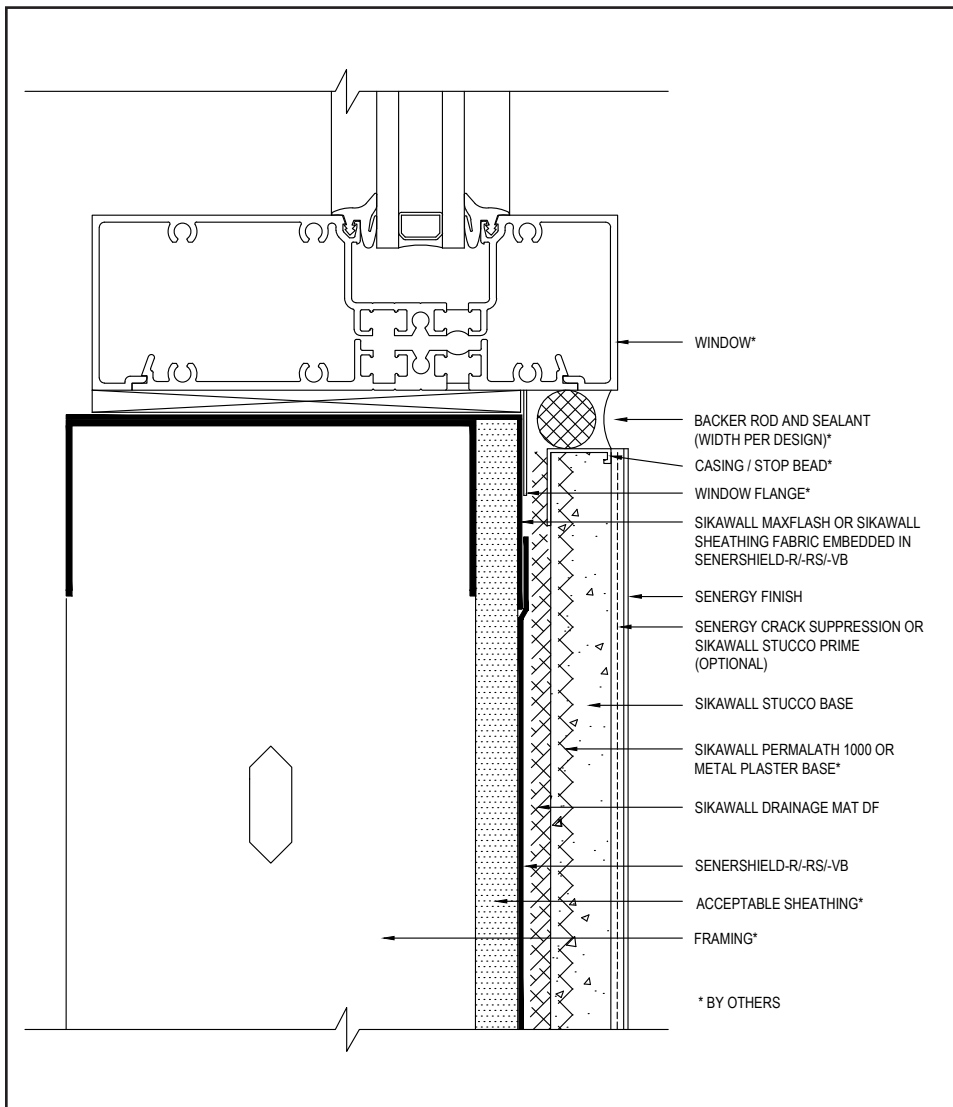 WINDOW*
BACKER ROD AND SEALANT
(WIDTH PER DESIGN)*
CASING / STOP BEAD*
WINDOW FLANGE*
SIKAWALL MAXFLASH OR SIKAWALL
SHEATHING FABRIC EMBEDDED IN
SENERSHIELD-R/-RS/-VB
SENERGY FINISH
SENERGY CRACK SUPPRESSION OR
SIKAWALL STUCCO PRIME
(OPTIONAL)
SIKAWALL STUCCO BASE
SIKAWALL PERMALATH 1000 OR
METAL PLASTER BASE*
SIKAWALL DRAINAGE MAT DF
SENERSHIELD-R/-RS/-VB
ACCEPTABLE SHEATHING*
FRAMING*
* BY OTHERS